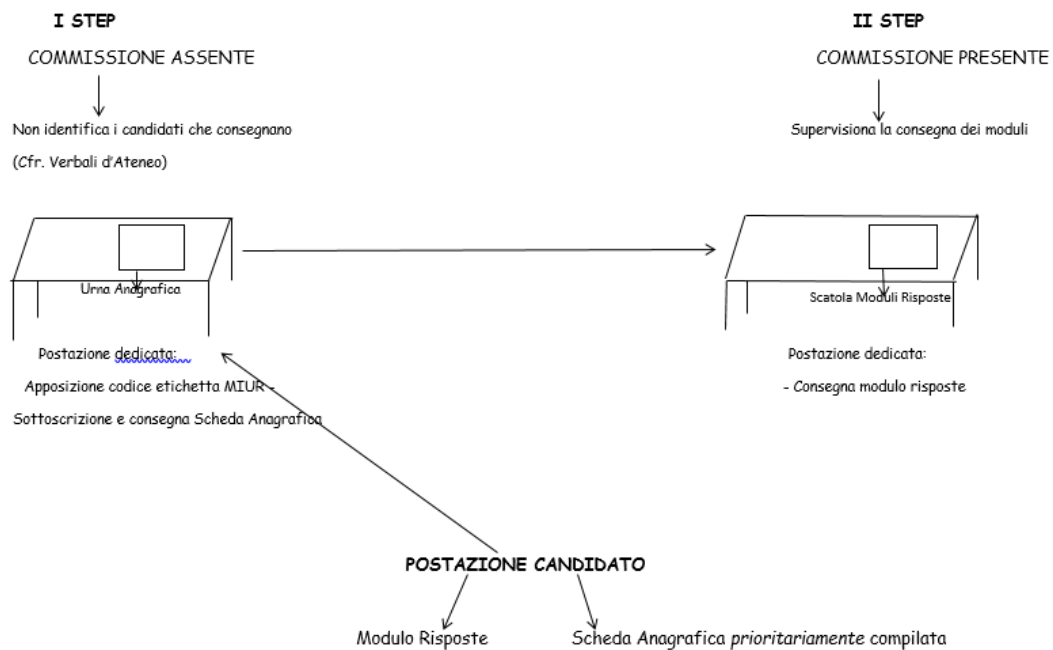 I STEP
COMMISSIONE ASSENTE
Non identifica i candidati che consegnano
(Cfr. Verbali d'Ateneo)
Urna Anagrafica
Postazione dedicata:
Apposizione codice etichetta MIUR -
Sottoscrizione e consegna Scheda Anagrafica
II STEP
COMMISSIONE PRESENTE
Supervisiona la consegna dei moduli
Scatola Moduli Risposte
Postazione dedicata:
- Consegna modulo risposte
POSTAZIONE CANDIDATO
Modulo Risposte
Scheda Anagrafica prioritariamente compilata